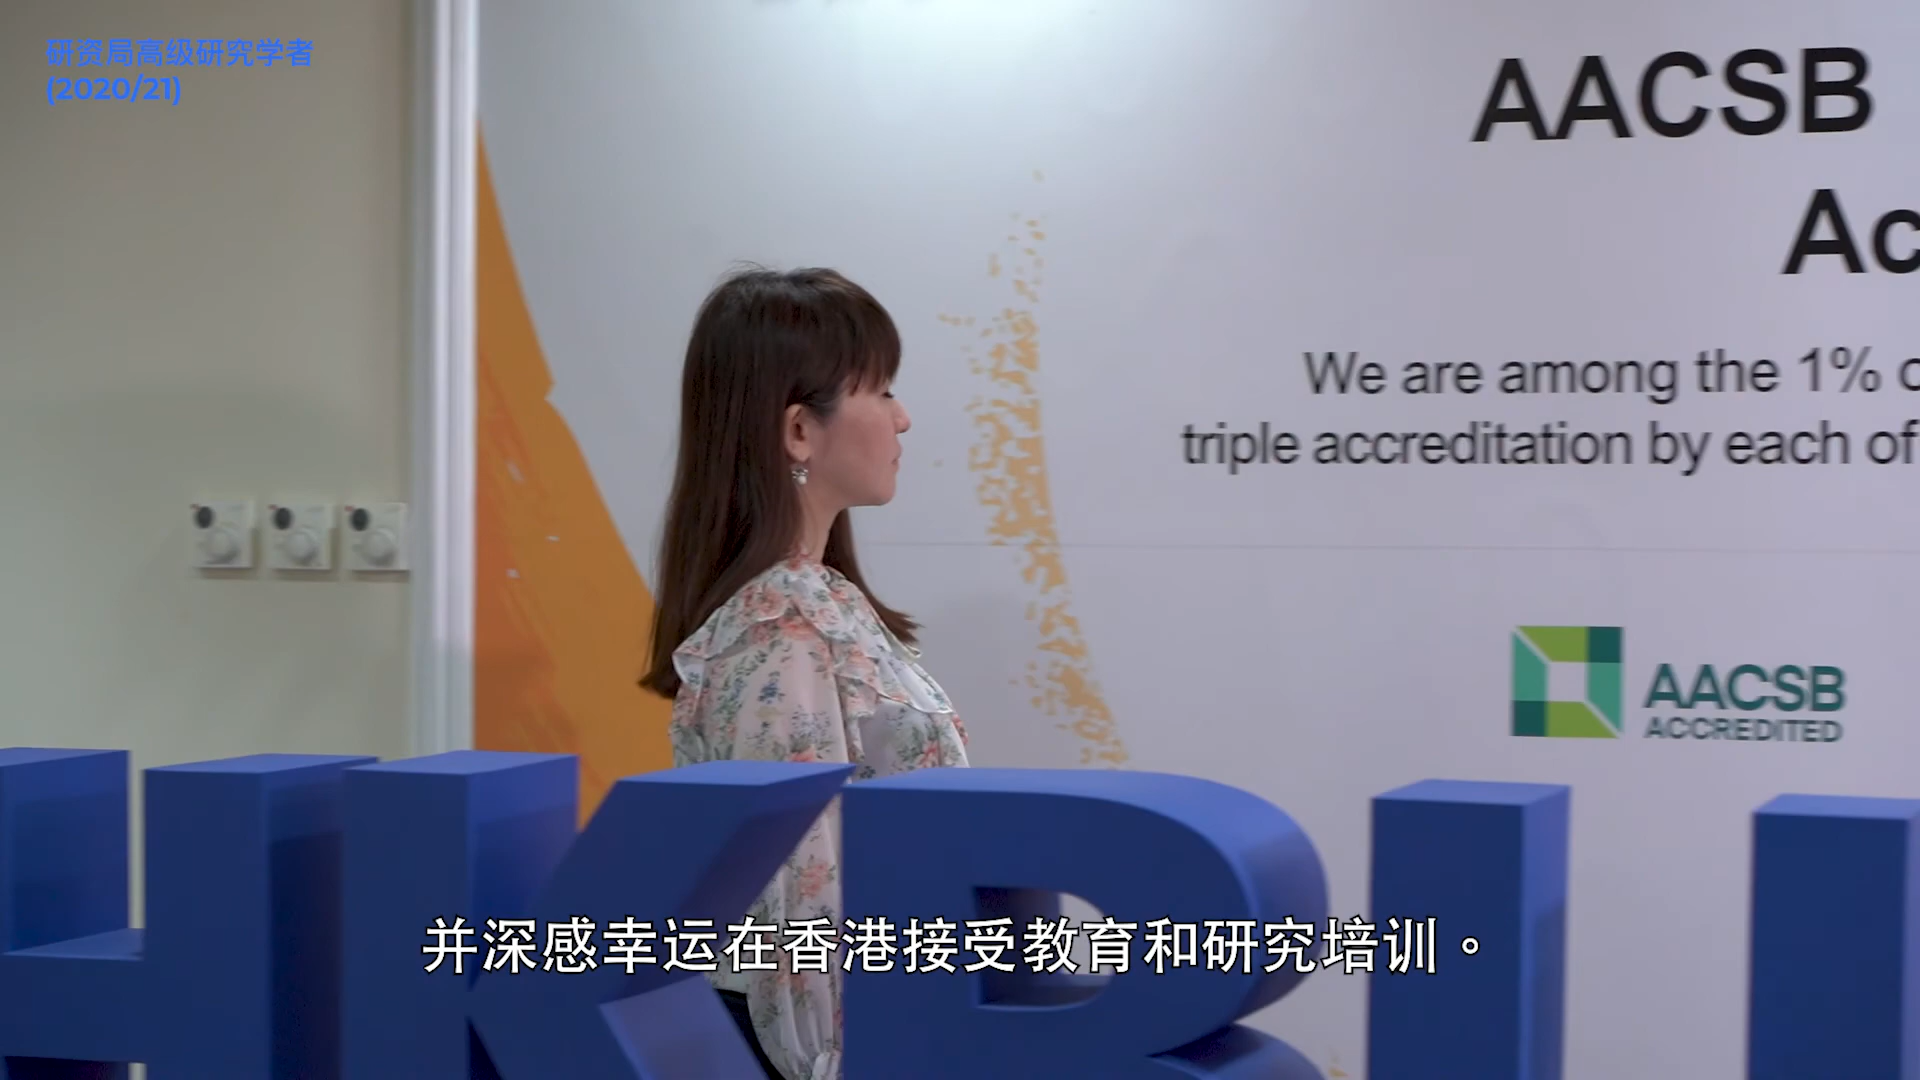 研资局高级研究学者
(2020/21)
AACSB
Ac
We are among the 1%
triple accreditation by each of
AACSB
ACCREDITED
HKBU
并深感幸运在香港接受教育和研究培训。